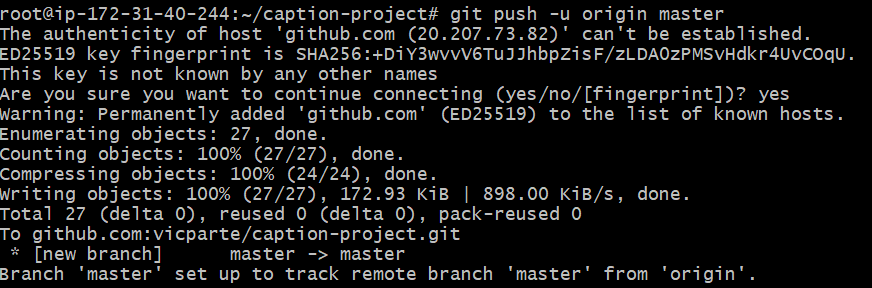 root@ip-172-31-40-244:~/caption-project# git push -u origin master
The authenticity of host 'github.com (20.207.73.82)' can't be established.
ED25519 key fingerprint is SHA256:+DiY3wvvV6TuJJhbpZisF/zLDA0zPMSvHdkr4UvCOqU.
This key is not known by any other names
Are you sure you want to continue connecting (yes/no/[fingerprint])? yes
Warning: Permanently added 'github.com' (ED25519) to the list of known hosts.
Enumerating objects: 27, done.
Counting objects: 100% (27/27), done.
Compressing objects: 100% (24/24), done.
Writing objects: 100% (27/27), 172.93 KiB | 898.00 KiB/s, done.
Total 27 (delta 0), reused 0 (delta 0), pack-reused 0
To github.com:vicparte/caption-project.git
 * [new branch]      master -> master
Branch 'master' set up to track remote branch 'master' from 'origin'.